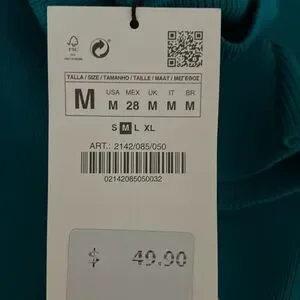 FSC
TALLA / SIZE / TAMANHO / TAILLE / MAAT / ΜΕΓΕΘΟΣ
M
USA MEX UK IT BR
M 28 M M M
S M L XL
ART.: 2142/085/050
02142085050032
$ 49.90